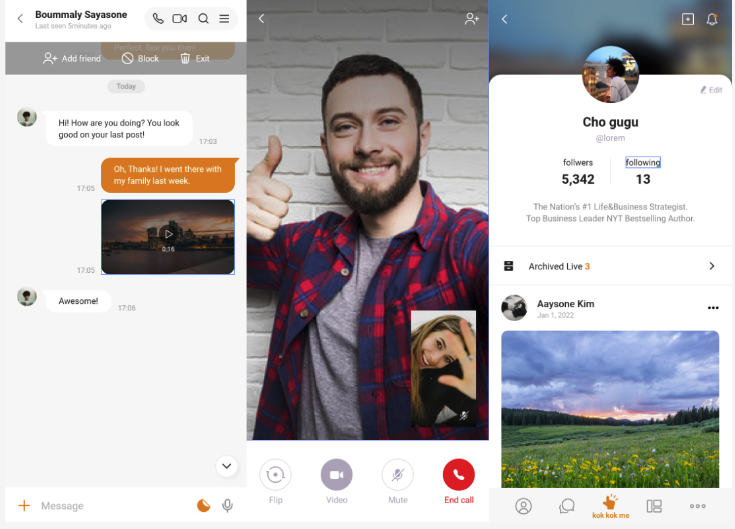 Boummaly Sayasone
Last seen 5minutes ago
Perfect. See you then!
Add friend
Block
Exit
Today
Hi! How are you doing? You look
good on your last post!
17:03
Oh, Thanks! I went there with
my family last week.
17:05
0:16
17:05
Awesome!
17:06
Message
Flip
Video
Mute
End call
Edit
Cho gugu
@lorem
follwers
following
5,342
13
The Nation's #1 Life&Business Strategist.
Top Business Leader NYT Bestselling Author.
Archived Live 3
Aaysone Kim
Jan 1, 2022
kok kok me